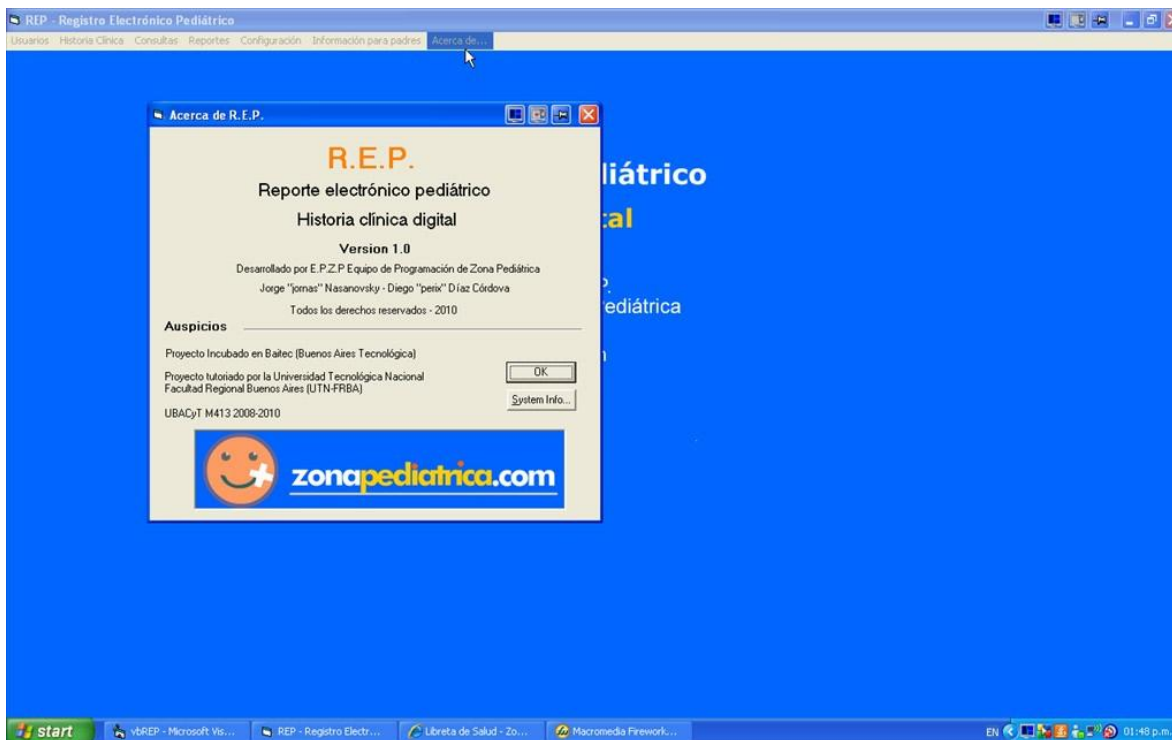 REP - Registro Electrónico Pediátrico
Usuarios Historia Clínica Consultas Reportes Configuración Información para padres Acerca de...
Acerca de R.E.P.
R.E.P.
Reporte electrónico pediátrico
Historia clínica digital
Version 1.0
Desarrollado por E.P.Z.P Equipo de Programación de Zona Pediátrica
Jorge "jornas" Nasanovsky - Diego "perix" Díaz Córdova
Todos los derechos reservados - 2010
Auspicios
Proyecto Incubado en Baitec (Buenos Aires Tecnológica)
Proyecto tutoriado por la Universidad Tecnológica Nacional
Facultad Regional Buenos Aires (UTN-FRBA)
UBACyT M413 2008-2010
OK
System Info...
zonapediatrica.com
liátrico
tal
P.
ediátrica
n
start vbREP - Microsoft Vis... REP - Registro Electr... Libreta de Salud - Zo... Macromedia Firework... EN 01:48 p.m.